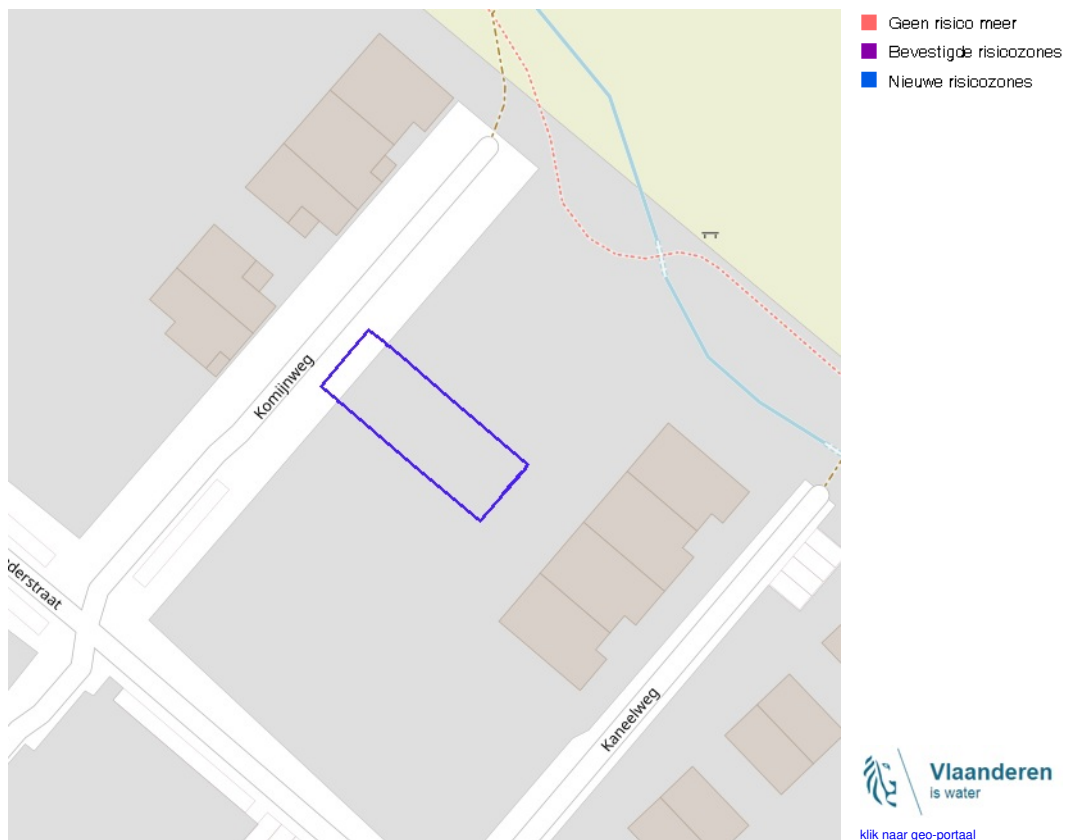 Geen risico meer
Bevestigde risicozones
Nieuwe risicozones
Komijnweg
derstraat
Kaneelweg
Vlaanderen
is water
klik naar geo-portaal